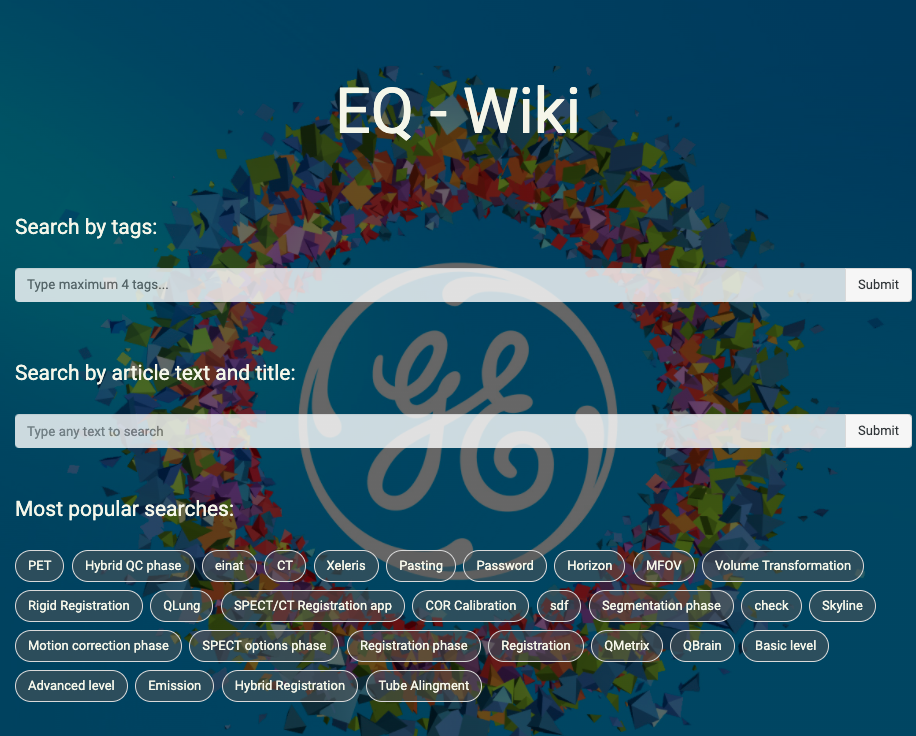 EQ - Wiki
Search by tags:
Type maximum 4 tags... Submit
Search by article text and title:
Type any text to search Submit
Most popular searches:
PET Hybrid QC phase einat CT Xeleris Pasting Password Horizon MFOV Volume Transformation
Rigid Registration QLung SPECT/CT Registration app COR Calibration sdf Segmentation phase check Skyline
Motion correction phase SPECT options phase Registration phase Registration QMetrix QBrain Basic level
Advanced level Emission Hybrid Registration Tube Alingment
GE